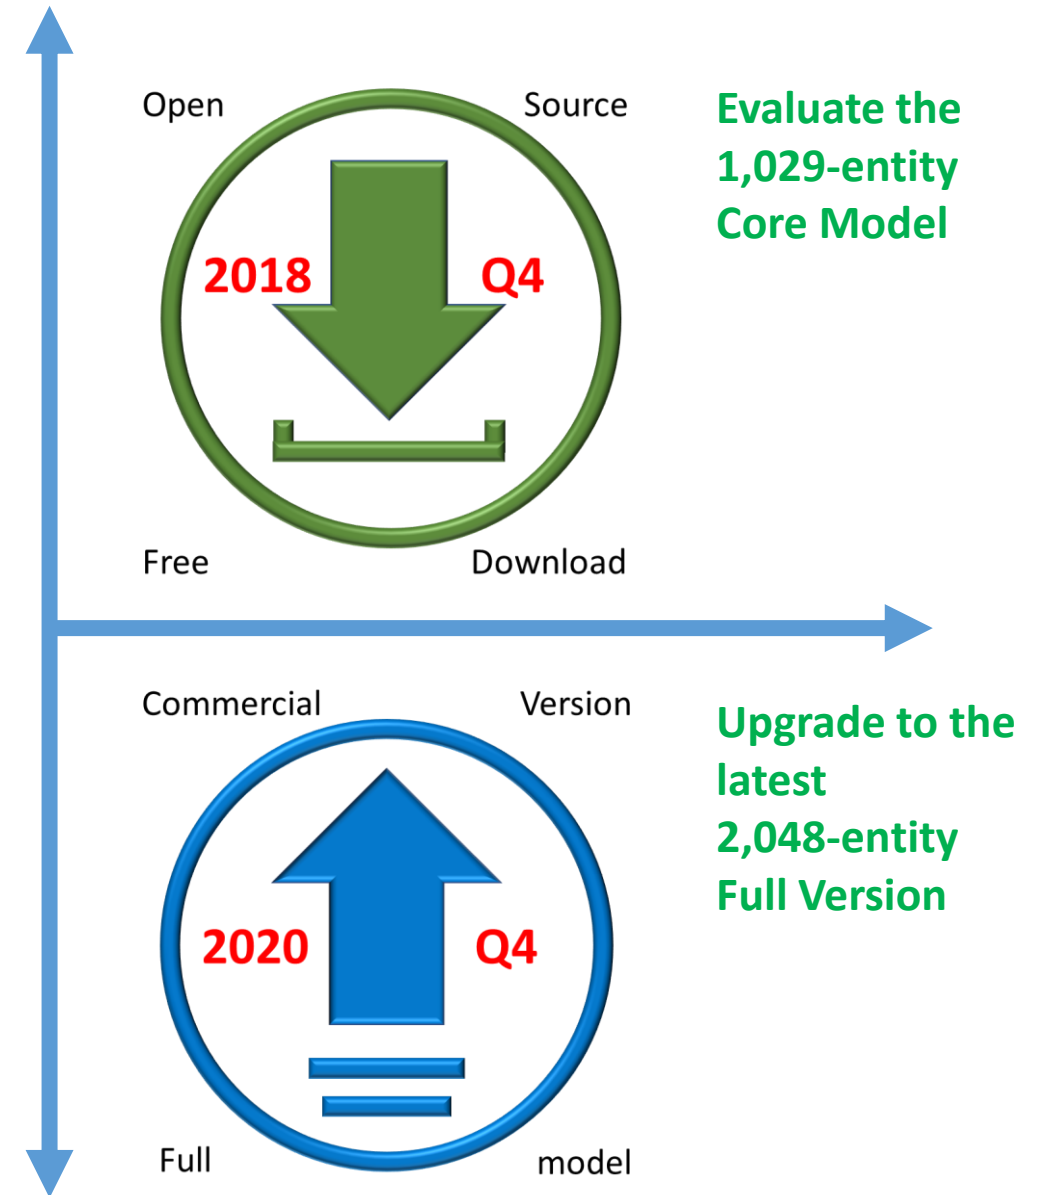 Open Source
2018 Q4
Free Download
Evaluate the
1,029-entity
Core Model
Commercial Version
2020 Q4
Full model
Upgrade to the
latest
2,048-entity
Full Version